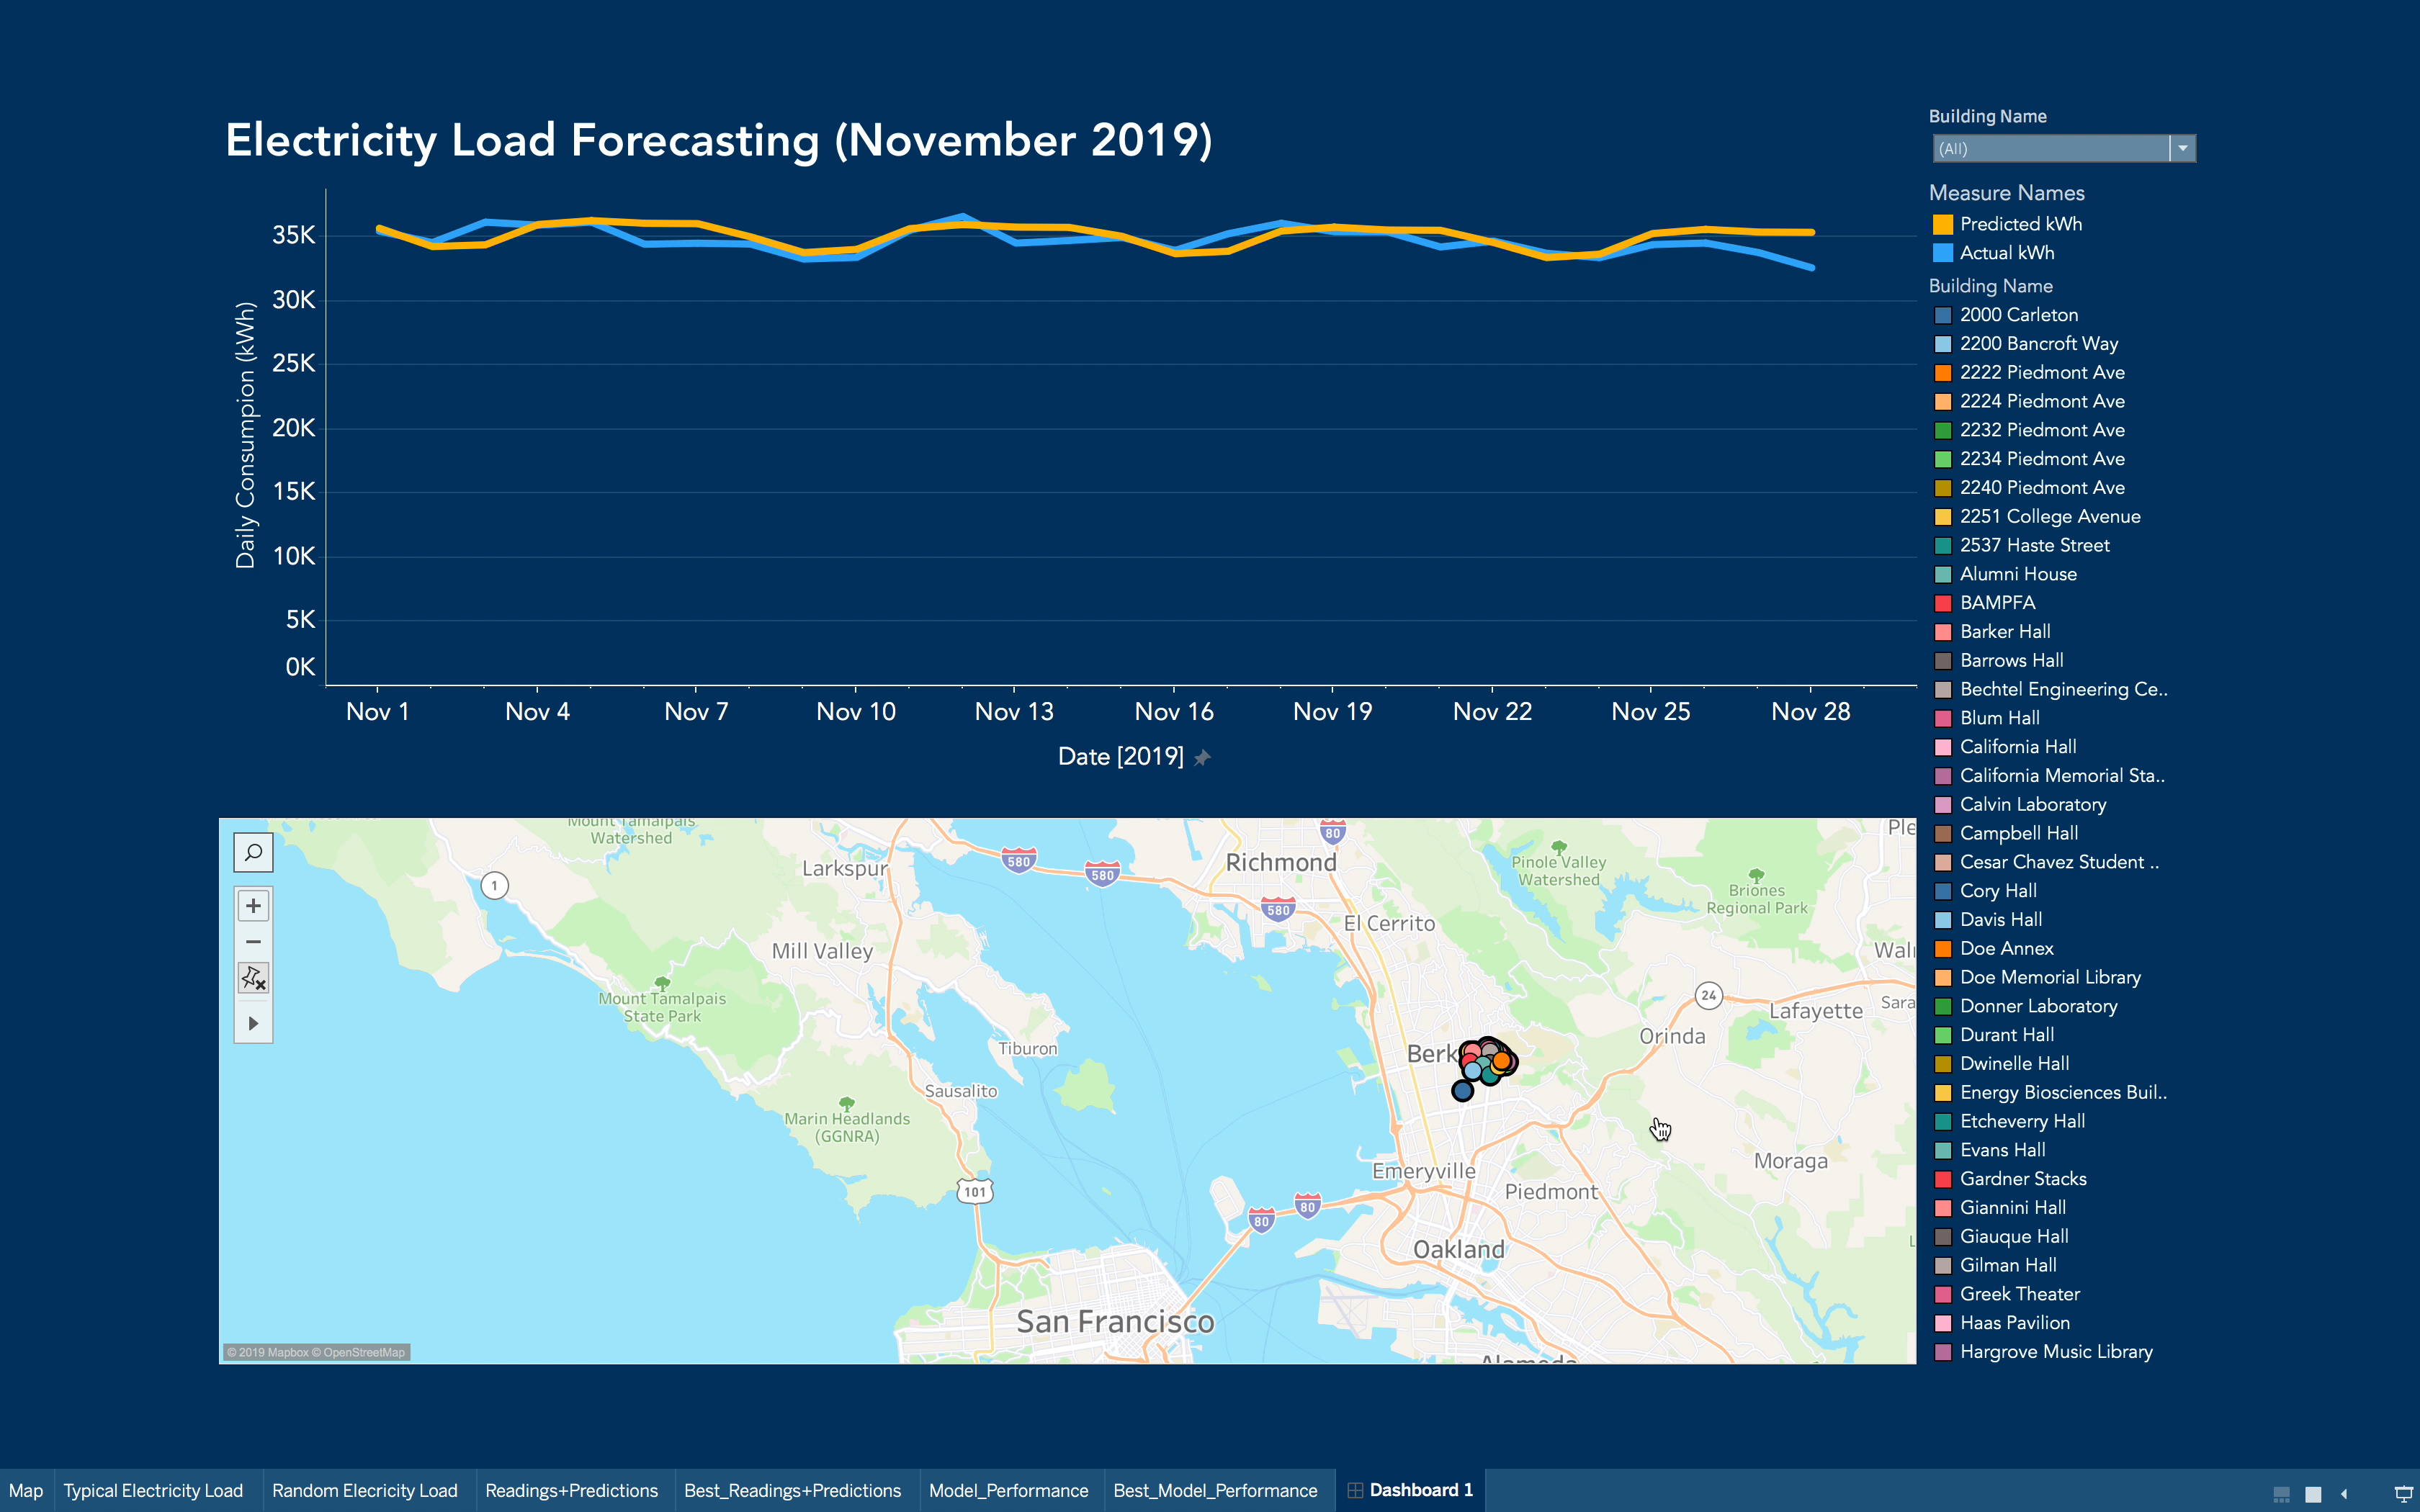 Electricity Load Forecasting (November 2019)
Daily Consumpion (kWh)
35K
30K
25K
20K
15K
10K
5K
0K
Nov 1 Nov 4 Nov 7 Nov 10 Nov 13 Nov 16 Nov 19 Nov 22 Nov 25 Nov 28
Date [2019]
Building Name
(All)
Measure Names
Predicted kWh
Actual kWh
Building Name
2000 Carleton
2200 Bancroft Way
2222 Piedmont Ave
2224 Piedmont Ave
2232 Piedmont Ave
2234 Piedmont Ave
2240 Piedmont Ave
2251 College Avenue
2537 Haste Street
Alumni House
BAMPFA
Barker Hall
Barrows Hall
Bechtel Engineering Ce..
Blum Hall
California Hall
California Memorial Sta..
Calvin Laboratory
Campbell Hall
Cesar Chavez Student ..
Cory Hall
Davis Hall
Doe Annex
Doe Memorial Library
Donner Laboratory
Durant Hall
Dwinelle Hall
Energy Biosciences Buil..
Etcheverry Hall
Evans Hall
Gardner Stacks
Giannini Hall
Giauque Hall
Gilman Hall
Greek Theater
Haas Pavilion
Hargrove Music Library
Mount Tamalpais
Watershed
Larkspur
1
580
580
80
Richmond
580
Pinole Valley
Watershed
Ple
Briones
Regional Park
El Cerrito
Mill Valley
Waln
Mount Tamalpais
State Park
24
Sara
Lafayette
Orinda
Tiburon
Berk
Sausalito
Marin Headlands
(GGNRA)
Emeryville
Moraga
Piedmont
101
80
80
Oakland
San Francisco
Alameda
© 2019 Mapbox © OpenStreetMap
Map Typical Electricity Load Random Elecricity Load Readings+Predictions Best_Readings+Predictions Model_Performance Best_Model_Performance Dashboard 1